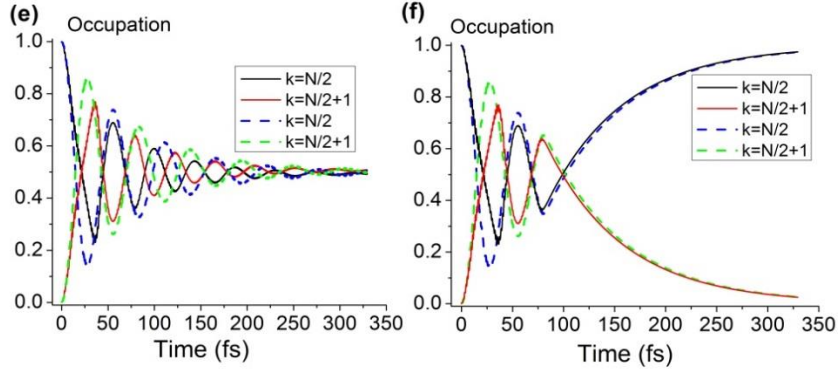 (e)
Occupation
1.0
0.8
0.6
0.4
0.2
0.0
k=N/2
k=N/2+1
k=N/2
k=N/2+1
0 50 100 150 200 250 300 350
Time (fs)
(f)
Occupation
1.0
0.8
0.6
0.4
0.2
0.0
k=N/2
k=N/2+1
k=N/2
k=N/2+1
0 50 100 150 200 250 300 350
Time (fs)